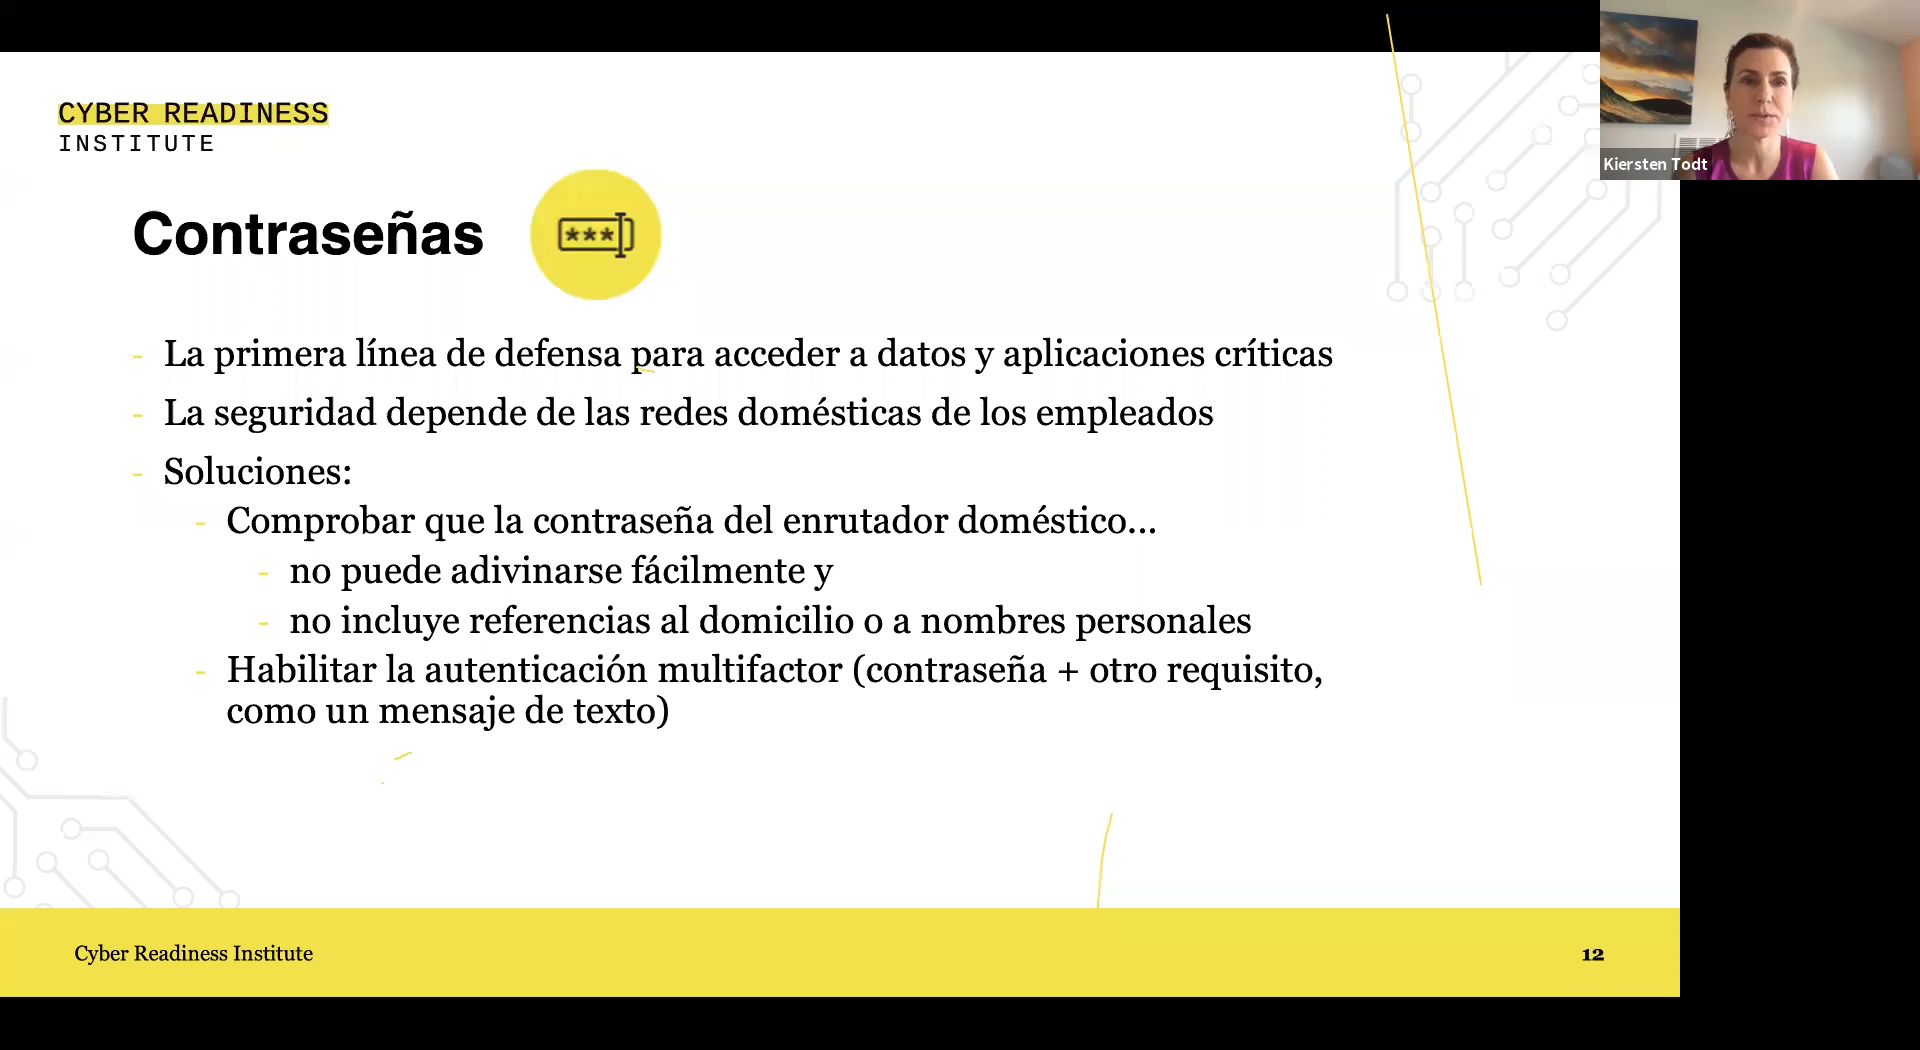 CYBER READINESS
INSTITUTE
Kiersten Todt
Contraseñas
***
- La primera línea de defensa para acceder a datos y aplicaciones críticas
- La seguridad depende de las redes domésticas de los empleados
- Soluciones:
- Comprobar que la contraseña del enrutador doméstico...
- no puede adivinarse fácilmente y
- no incluye referencias al domicilio o a nombres personales
- Habilitar la autenticación multifactor (contraseña + otro requisito,
como un mensaje de texto)
Cyber Readiness Institute
12